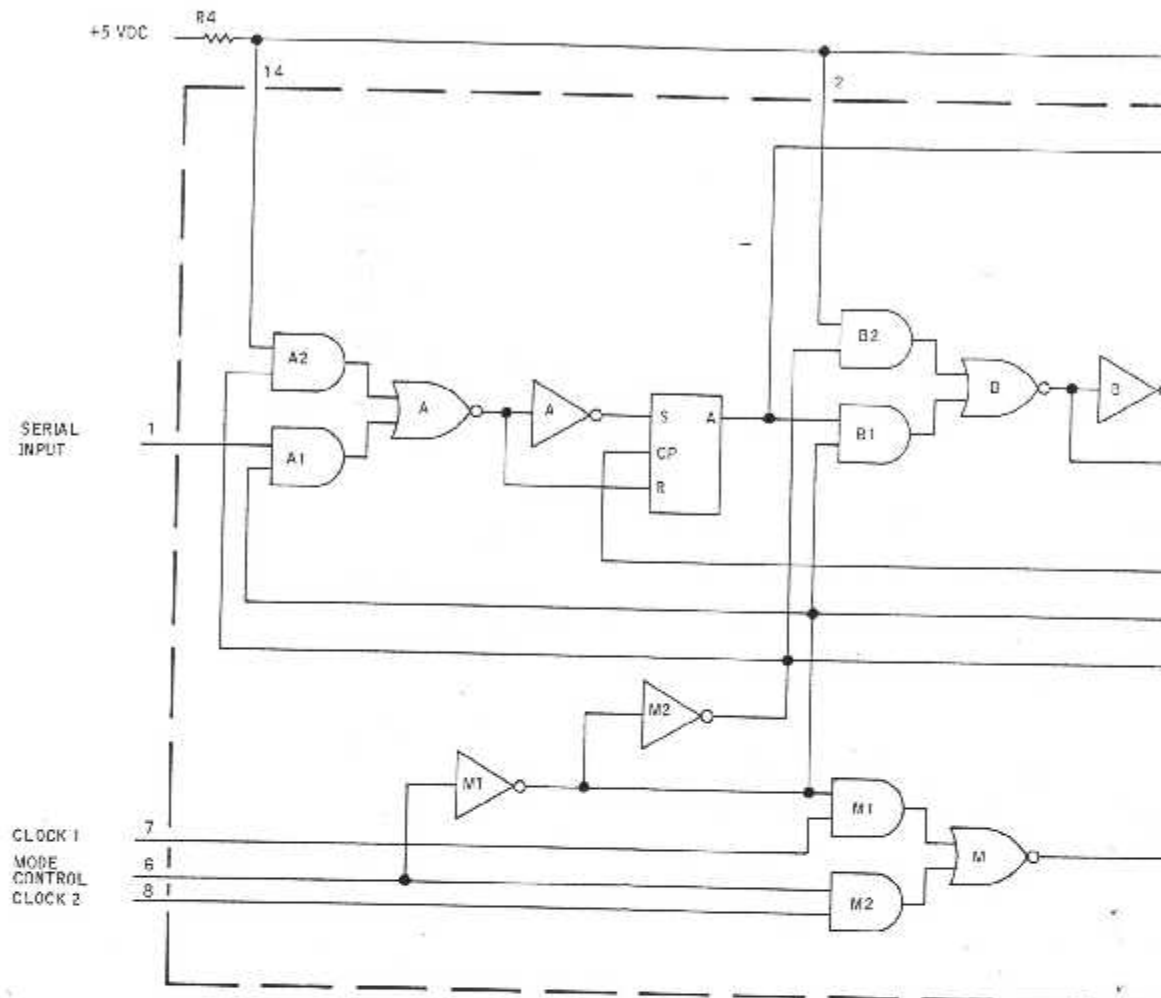 R4
+5 VDC
14
2
A2
B2
A
A
S
A
B
B
SERIAL
INPUT
1
A1
CP
B1
R
M2
M1
M1
CLOCK 1
7
MODE
CONTROL
6
M
CLOCK 2
8
M2